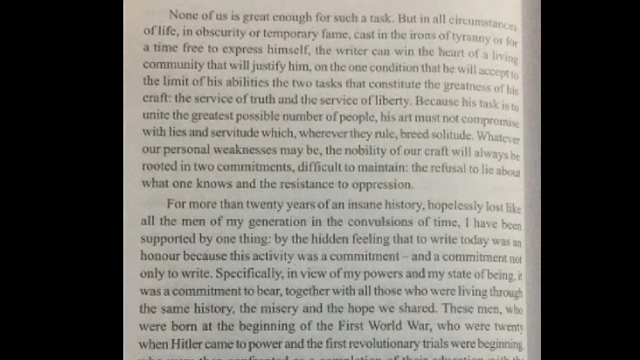 None of us is great enough for such a task. But in all circumstances
of life, in obscurity or temporary fame, cast in the irons of tyranny or for
a time free to express himself, the writer can win the heart of a living
community that will justify him, on the one condition that he will accept to
the limit of his abilities the two tasks that constitute the greatness of his
craft: the service of truth and the service of liberty. Because his task is to
unite the greatest possible number of people, his art must not compromise
with lies and servitude which, wherever they rule, breed solitude. Whatever
our personal weaknesses may be, the nobility of our craft will always be
rooted in two commitments, difficult to maintain: the refusal to lie about
what one knows and the resistance to oppression.
For more than twenty years of an insane history, hopelessly lost like
all the men of my generation in the convulsions of time, I have been
supported by one thing: by the hidden feeling that to write today was an
honour because this activity was a commitment – and a commitment not
only to write. Specifically, in view of my powers and my state of being, it
was a commitment to bear, together with all those who were living through
the same history, the misery and the hope we shared. These men, who
were born at the beginning of the First World War, who were twenty
when Hitler came to power and the first revolutionary trials were beginning